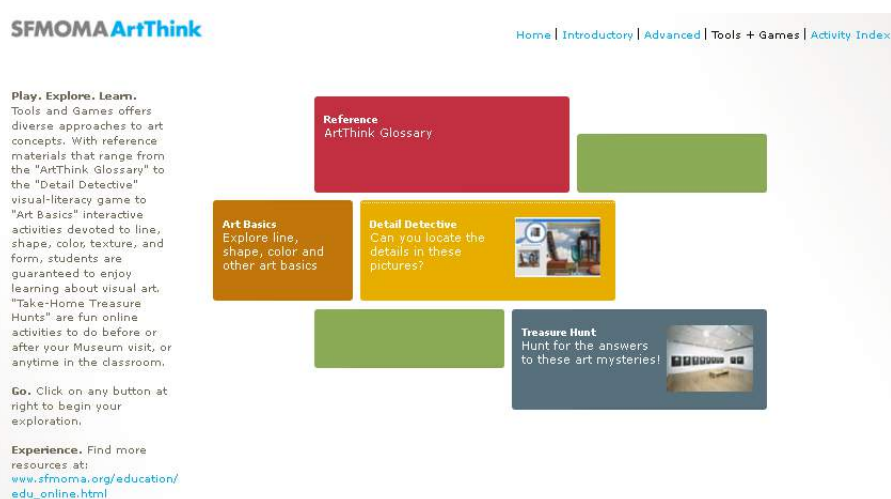 SFMOMA ArtThink
Home | Introductory | Advanced | Tools + Games | Activity Index
Play. Explore. Learn.
Tools and Games offers
diverse approaches to art
concepts. With reference
materials that range from
the "ArtThink Glossary" to
the "Detail Detective"
visual-literacy game to
"Art Basics" interactive
activities devoted to line,
shape, color, texture, and
form, students are
guaranteed to enjoy
learning about visual art.
"Take-Home Treasure
Hunts" are fun online
activities to do before or
after your Museum visit, or
anytime in the classroom.
Go. Click on any button at
right to begin your
exploration.
Experience. Find more
resources at:
www.sfmoma.org/education/
edu_online.html
Reference
ArtThink Glossary
Art Basics
Explore line,
shape, color and
other art basics
Detail Detective
Can you locate the
details in these
pictures?
Treasure Hunt
Hunt for the answers
to these art mysteries!